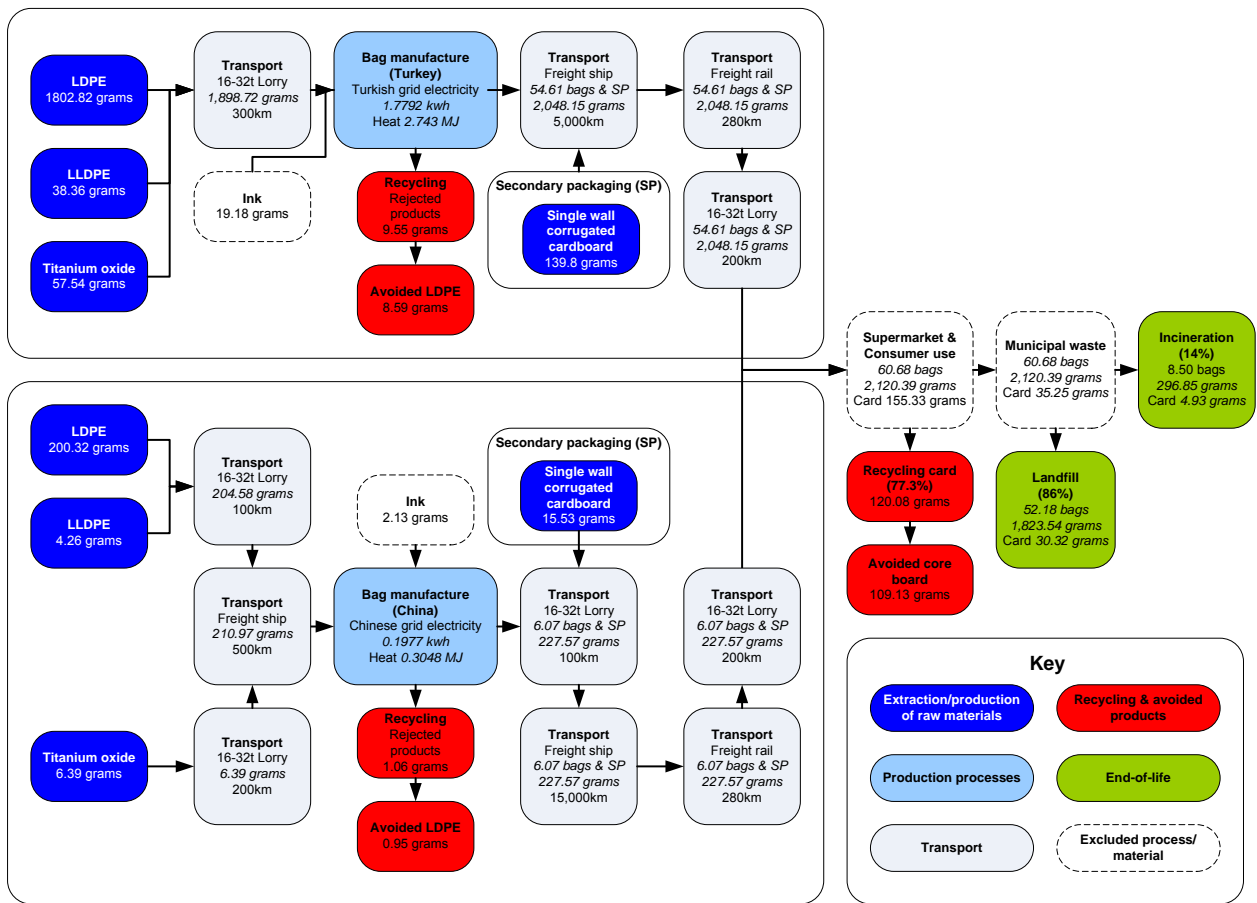 LDPE
1802.82 grams
LLDPE
38.36 grams
Titanium oxide
57.54 grams
Transport
16-32t Lorry
1,898.72 grams
300km
Ink
19.18 grams
Bag manufacture
(Turkey)
Turkish grid electricity
1.7792 kwh
Heat 2.743 MJ
Recycling
Rejected
products
9.55 grams
Avoided LDPE
8.59 grams
Transport
Freight ship
54.61 bags & SP
2,048.15 grams
5,000km
Secondary packaging (SP)
Single wall
corrugated
cardboard
139.8 grams
Transport
Freight rail
54.61 bags & SP
2,048.15 grams
280km
Transport
16-32t Lorry
54.61 bags & SP
2,048.15 grams
200km
LDPE
200.32 grams
LLDPE
4.26 grams
Titanium oxide
6.39 grams
Transport
16-32t Lorry
204.58 grams
100km
Transport
Freight ship
210.97 grams
500km
Transport
16-32t Lorry
6.39 grams
200km
Ink
2.13 grams
Bag manufacture
(China)
Chinese grid electricity
0.1977 kwh
Heat 0.3048 MJ
Recycling
Rejected
products
1.06 grams
Avoided LDPE
0.95 grams
Secondary packaging (SP)
Single wall
corrugated
cardboard
15.53 grams
Transport
16-32t Lorry
6.07 bags & SP
227.57 grams
100km
Transport
Freight ship
6.07 bags & SP
227.57 grams
15,000km
Transport
16-32t Lorry
6.07 bags & SP
227.57 grams
200km
Transport
Freight rail
6.07 bags & SP
227.57 grams
280km
Supermarket &
Consumer use
60.68 bags
2,120.39 grams
Card 155.33 grams
Municipal waste
60.68 bags
2,120.39 grams
Card 35.25 grams
Incineration
(14%)
8.50 bags
296.85 grams
Card 4.93 grams
Recycling card
(77.3%)
120.08 grams
Avoided core
board
109.13 grams
Landfill
(86%)
52.18 bags
1,823.54 grams
Card 30.32 grams
Key
Extraction/production
of raw materials
Recycling & avoided
products
Production processes
End-of-life
Transport
Excluded process/
material